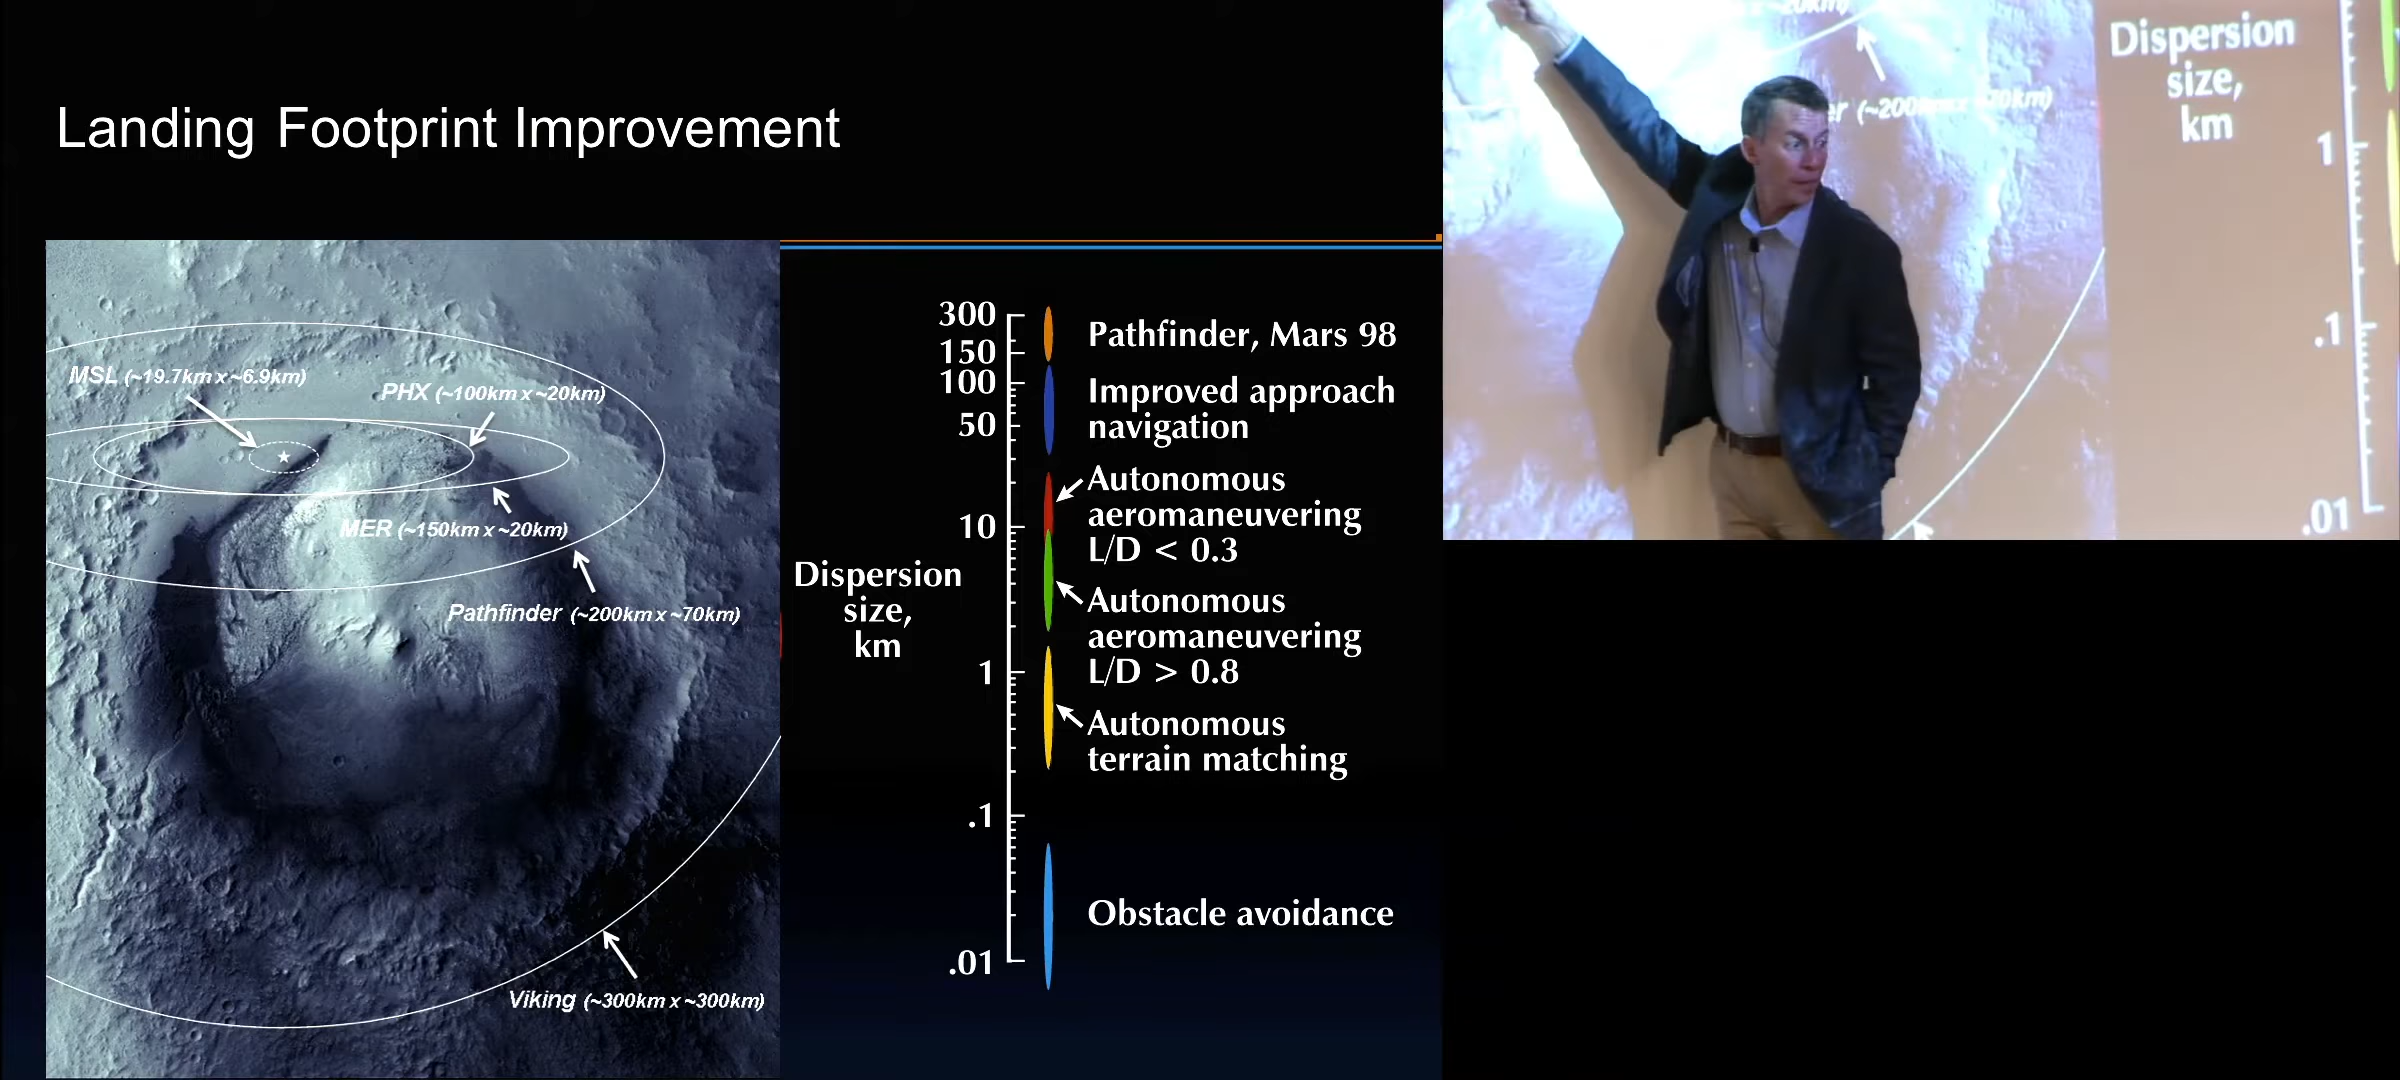 Landing Footprint Improvement
MSL (~19.7km x ~6.9km)
PHX (~100km x ~20km)
MER (~150km x ~20km)
Pathfinder (~200km x ~70km)
Viking (~300km x ~300km)
Dispersion
size,
km
300
150
100
50
10
1
.1
.01
Pathfinder, Mars 98
Improved approach
navigation
Autonomous
aeromaneuvering
L/D < 0.3
Autonomous
aeromaneuvering
L/D > 0.8
Autonomous
terrain matching
Obstacle avoidance
Dispersion
size,
km
1
.1
.01